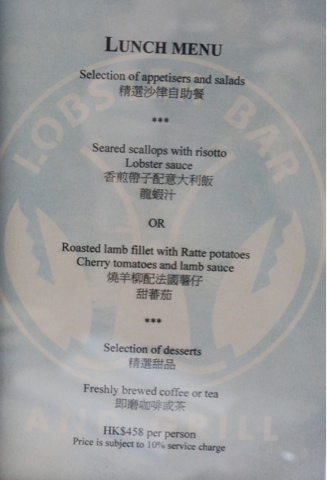 LUNCH MENU
Selection of appetisers and salads
精選沙律自助餐
***
Seared scallops with risotto
Lobster sauce
香煎帶子配意大利飯
龍蝦汁
OR
Roasted lamb fillet with Ratte potatoes
Cherry tomatoes and lamb sauce
燒羊柳配法國薯仔
甜蕃茄
***
Selection of desserts
精選甜品
Freshly brewed coffee or tea
即磨咖啡或茶
HK$458 per person
Price is subject to 10% service charge
LOBSTER BAR
AND GRILL